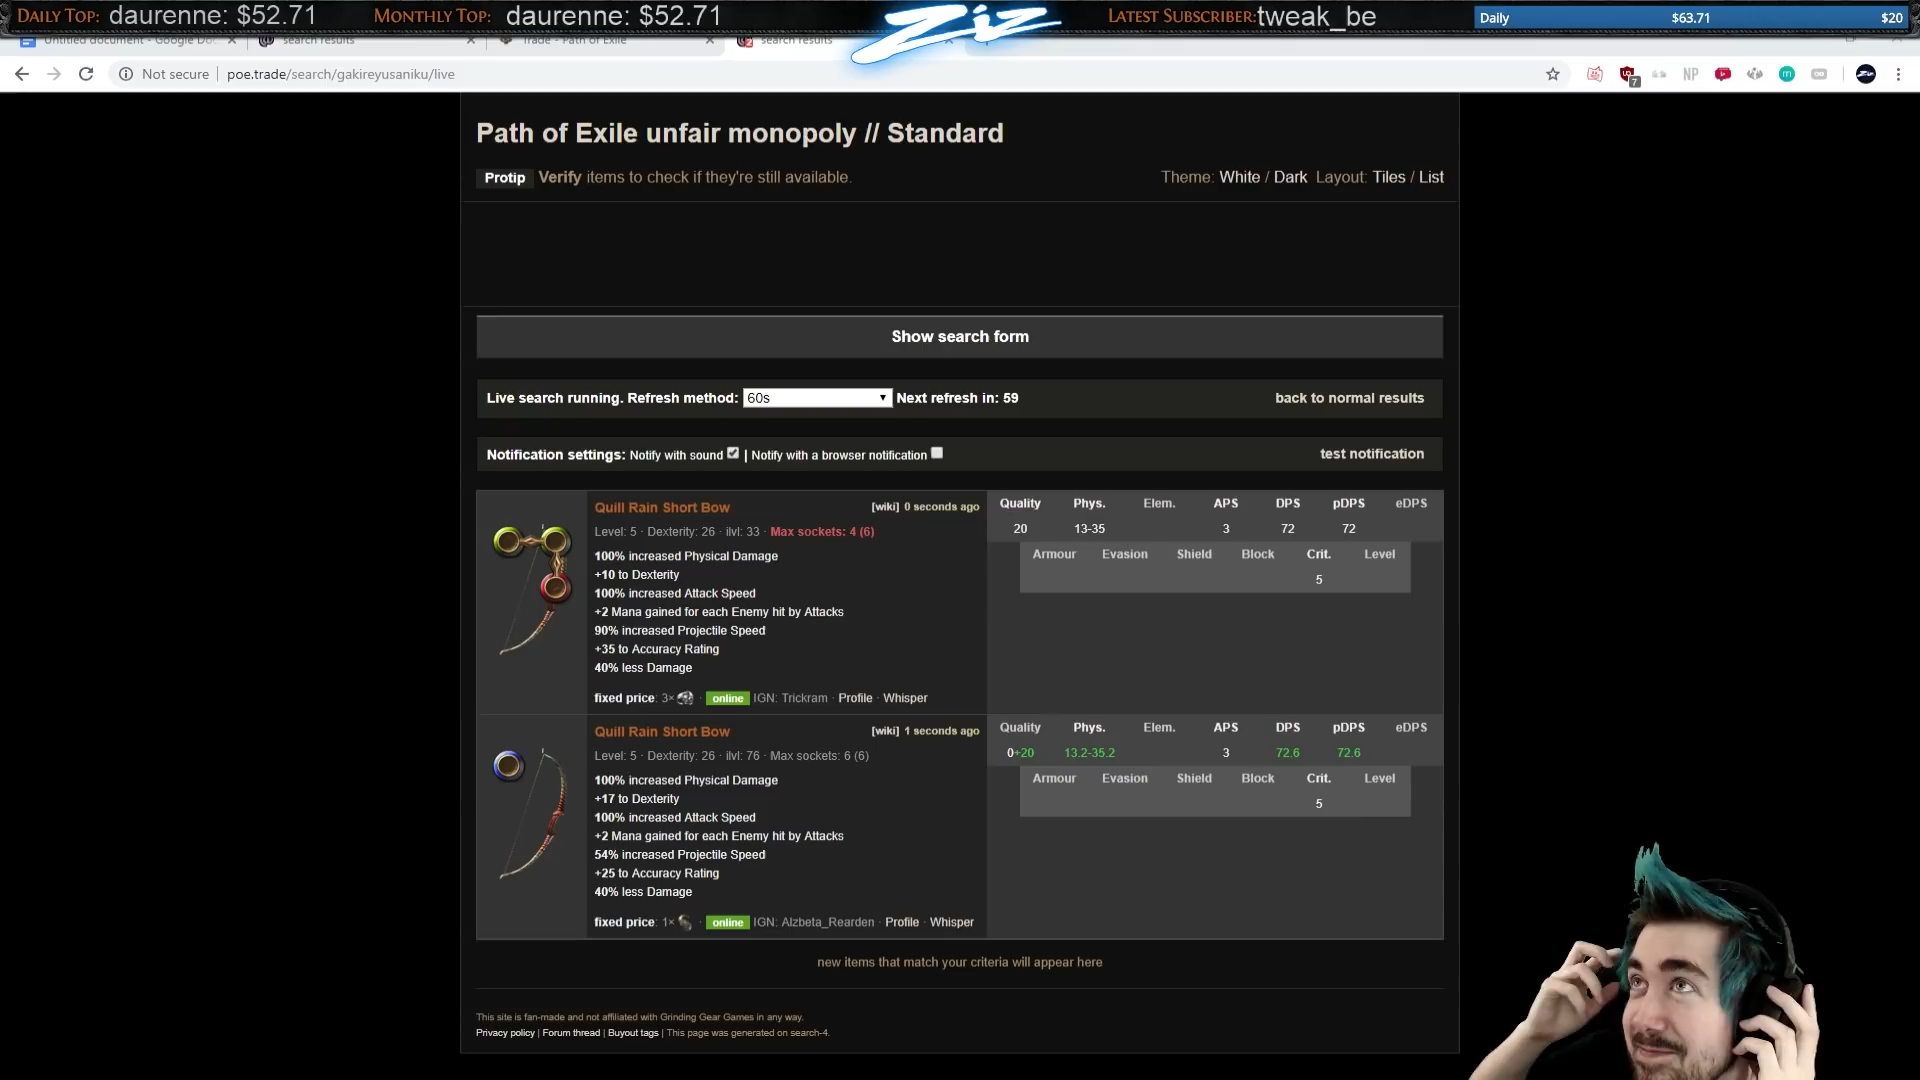 Daily Top: daurenne: $52.71 Monthly Top: daurenne: $52.71 Ziz Latest Subscriber: tweak_be Daily $63.71 $20
Untitled document - Google Do search results Trade - Path of Exile search results
Not secure poe.trade/search/gakireyusaniku/live 7 NP m
Path of Exile unfair monopoly // Standard
Protip Verify items to check if they're still available. Theme: White / Dark Layout: Tiles / List
Show search form
Live search running. Refresh method: 60s Next refresh in: 59 back to normal results
Notification settings: Notify with sound | Notify with a browser notification test notification
Quill Rain Short Bow [wiki] 0 seconds ago Quality Phys. Elem. APS DPS pDPS eDPS
Level: 5 · Dexterity: 26 · ilvl: 33 · Max sockets: 4 (6) 20 13-35 3 72 72
100% increased Physical Damage Armour Evasion Shield Block Crit. Level
+10 to Dexterity 5
100% increased Attack Speed
+2 Mana gained for each Enemy hit by Attacks
90% increased Projectile Speed
+35 to Accuracy Rating
40% less Damage
fixed price: 3× · online IGN: Trickram · Profile · Whisper
Quill Rain Short Bow [wiki] 1 seconds ago Quality Phys. Elem. APS DPS pDPS eDPS
Level: 5 · Dexterity: 26 · ilvl: 76 · Max sockets: 6 (6) 0+20 13.2-35.2 3 72.6 72.6
100% increased Physical Damage Armour Evasion Shield Block Crit. Level
+17 to Dexterity 5
100% increased Attack Speed
+2 Mana gained for each Enemy hit by Attacks
54% increased Projectile Speed
+25 to Accuracy Rating
40% less Damage
fixed price: 1× · online IGN: Alzbeta_Rearden · Profile · Whisper
new items that match your criteria will appear here
This site is fan-made and not affiliated with Grinding Gear Games in any way.
Privacy policy | Forum thread | Buyout tags | This page was generated on search-4.